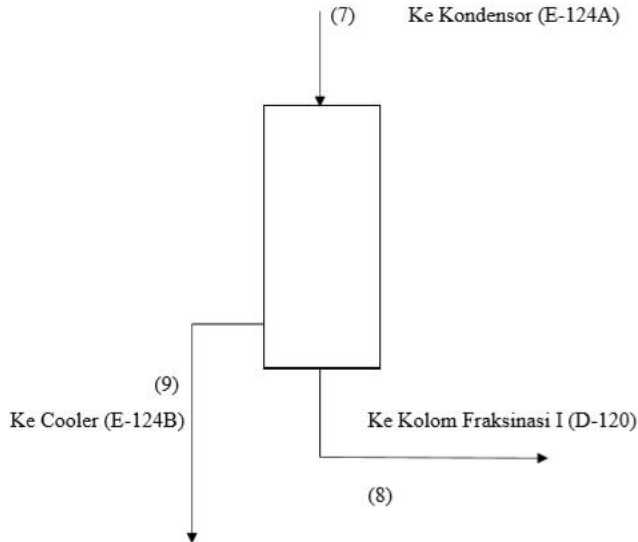 (7) Ke Kondensor (E-124A)
(9)
Ke Cooler (E-124B)
Ke Kolom Fraksinasi I (D-120)
(8)